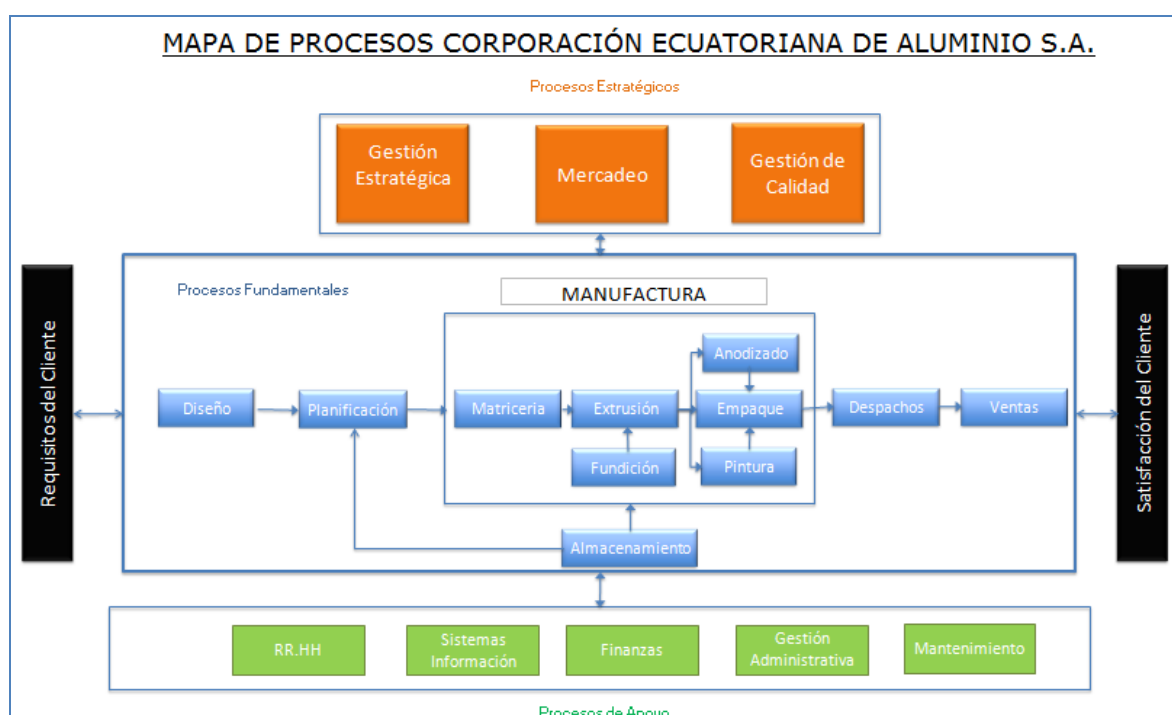 MAPA DE PROCESOS CORPORACIÓN ECUATORIANA DE ALUMINIO S.A.
Procesos Estratégicos
Gestión
Estratégica
Mercadeo
Gestión de
Calidad
Requisitos del Cliente
Procesos Fundamentales
MANUFACTURA
Diseño
Planificación
Matriceria
Extrusión
Fundición
Anodizado
Empaque
Pintura
Despachos
Ventas
Almacenamiento
Satisfacción del Cliente
RR.HH
Sistemas
Información
Finanzas
Gestión
Administrativa
Mantenimiento
Procesos de Apoyo